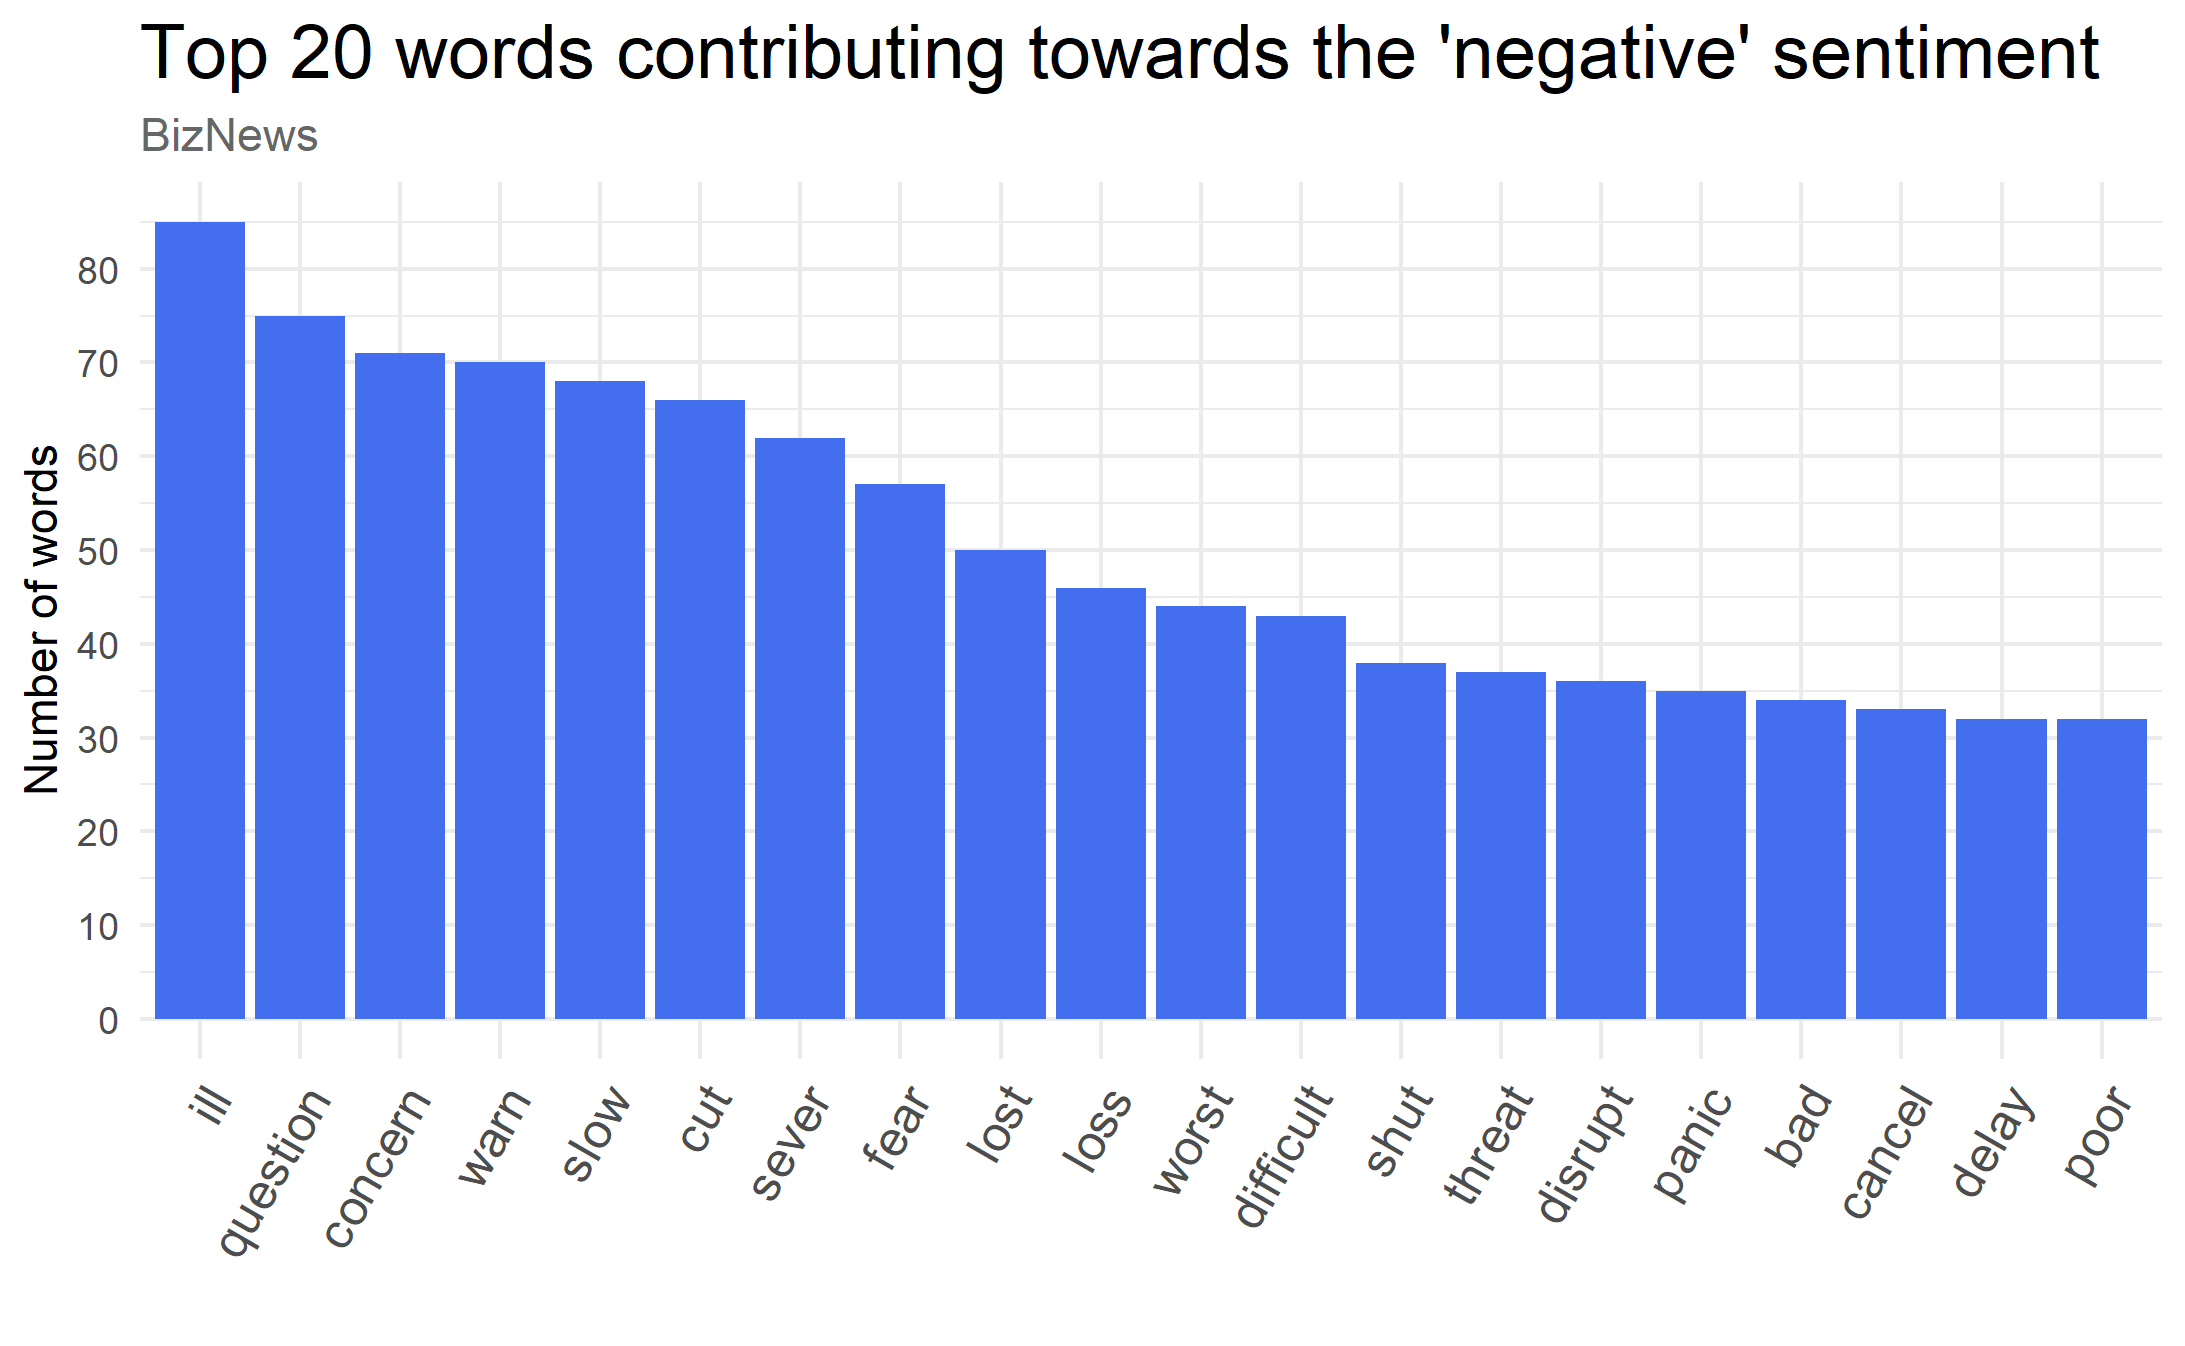 Top 20 words contributing towards the 'negative' sentiment
BizNews
Number of words
80
70
60
50
40
30
20
10
0
ill
question
concern
warn
slow
cut
sever
fear
lost
loss
worst
difficult
shut
threat
disrupt
panic
bad
cancel
delay
poor